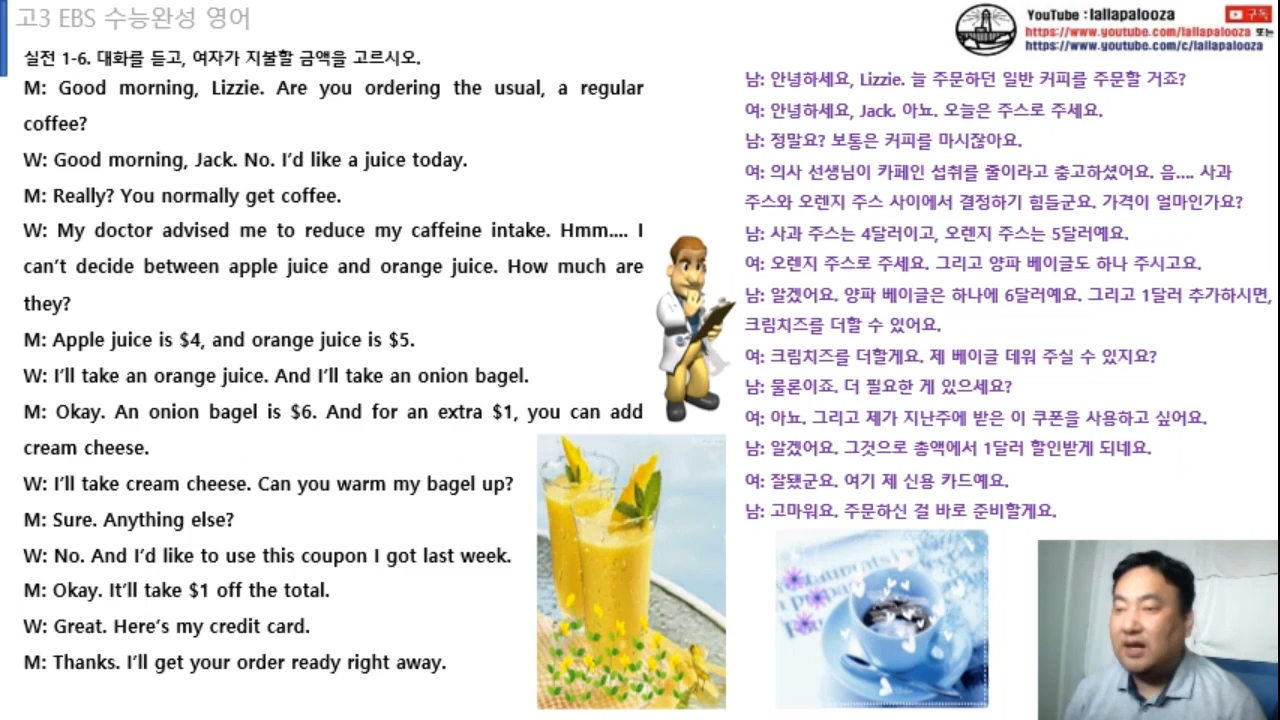 고3 EBS 수능완성 영어
YouTube : lallapalooza
구독
https://www.youtube.com/lallapalooza 또는
https://www.youtube.com/c/lallapalooza
실전 1-6. 대화를 듣고, 여자가 지불할 금액을 고르시오.
M: Good morning, Lizzie. Are you ordering the usual, a regular
coffee?
W: Good morning, Jack. No. I'd like a juice today.
M: Really? You normally get coffee.
W: My doctor advised me to reduce my caffeine intake. Hmm.... I
can't decide between apple juice and orange juice. How much are
they?
M: Apple juice is $4, and orange juice is $5.
W: I'll take an orange juice. And I'll take an onion bagel.
M: Okay. An onion bagel is $6. And for an extra $1, you can add
cream cheese.
W: I'll take cream cheese. Can you warm my bagel up?
M: Sure. Anything else?
W: No. And I'd like to use this coupon I got last week.
M: Okay. It'll take $1 off the total.
W: Great. Here's my credit card.
M: Thanks. I'll get your order ready right away.
남: 안녕하세요, Lizzie. 늘 주문하던 일반 커피를 주문할 거죠?
여: 안녕하세요, Jack. 아뇨. 오늘은 주스로 주세요.
남: 정말요? 보통은 커피를 마시잖아요.
여: 의사 선생님이 카페인 섭취를 줄이라고 충고하셨어요. 음.... 사과
주스와 오렌지 주스 사이에서 결정하기 힘들군요. 가격이 얼마인가요?
남: 사과 주스는 4달러이고, 오렌지 주스는 5달러예요.
여: 오렌지 주스로 주세요. 그리고 양파 베이글도 하나 주시고요.
남: 알겠어요. 양파 베이글은 하나에 6달러예요. 그리고 1달러 추가하시면,
크림치즈를 더할 수 있어요.
여: 크림치즈를 더할게요. 제 베이글 데워 주실 수 있지요?
남: 물론이죠. 더 필요한 게 있으세요?
여: 아뇨. 그리고 제가 지난주에 받은 이 쿠폰을 사용하고 싶어요.
남: 알겠어요. 그것으로 총액에서 1달러 할인받게 되네요.
여: 잘됐군요. 여기 제 신용 카드예요.
남: 고마워요. 주문하신 걸 바로 준비할게요.